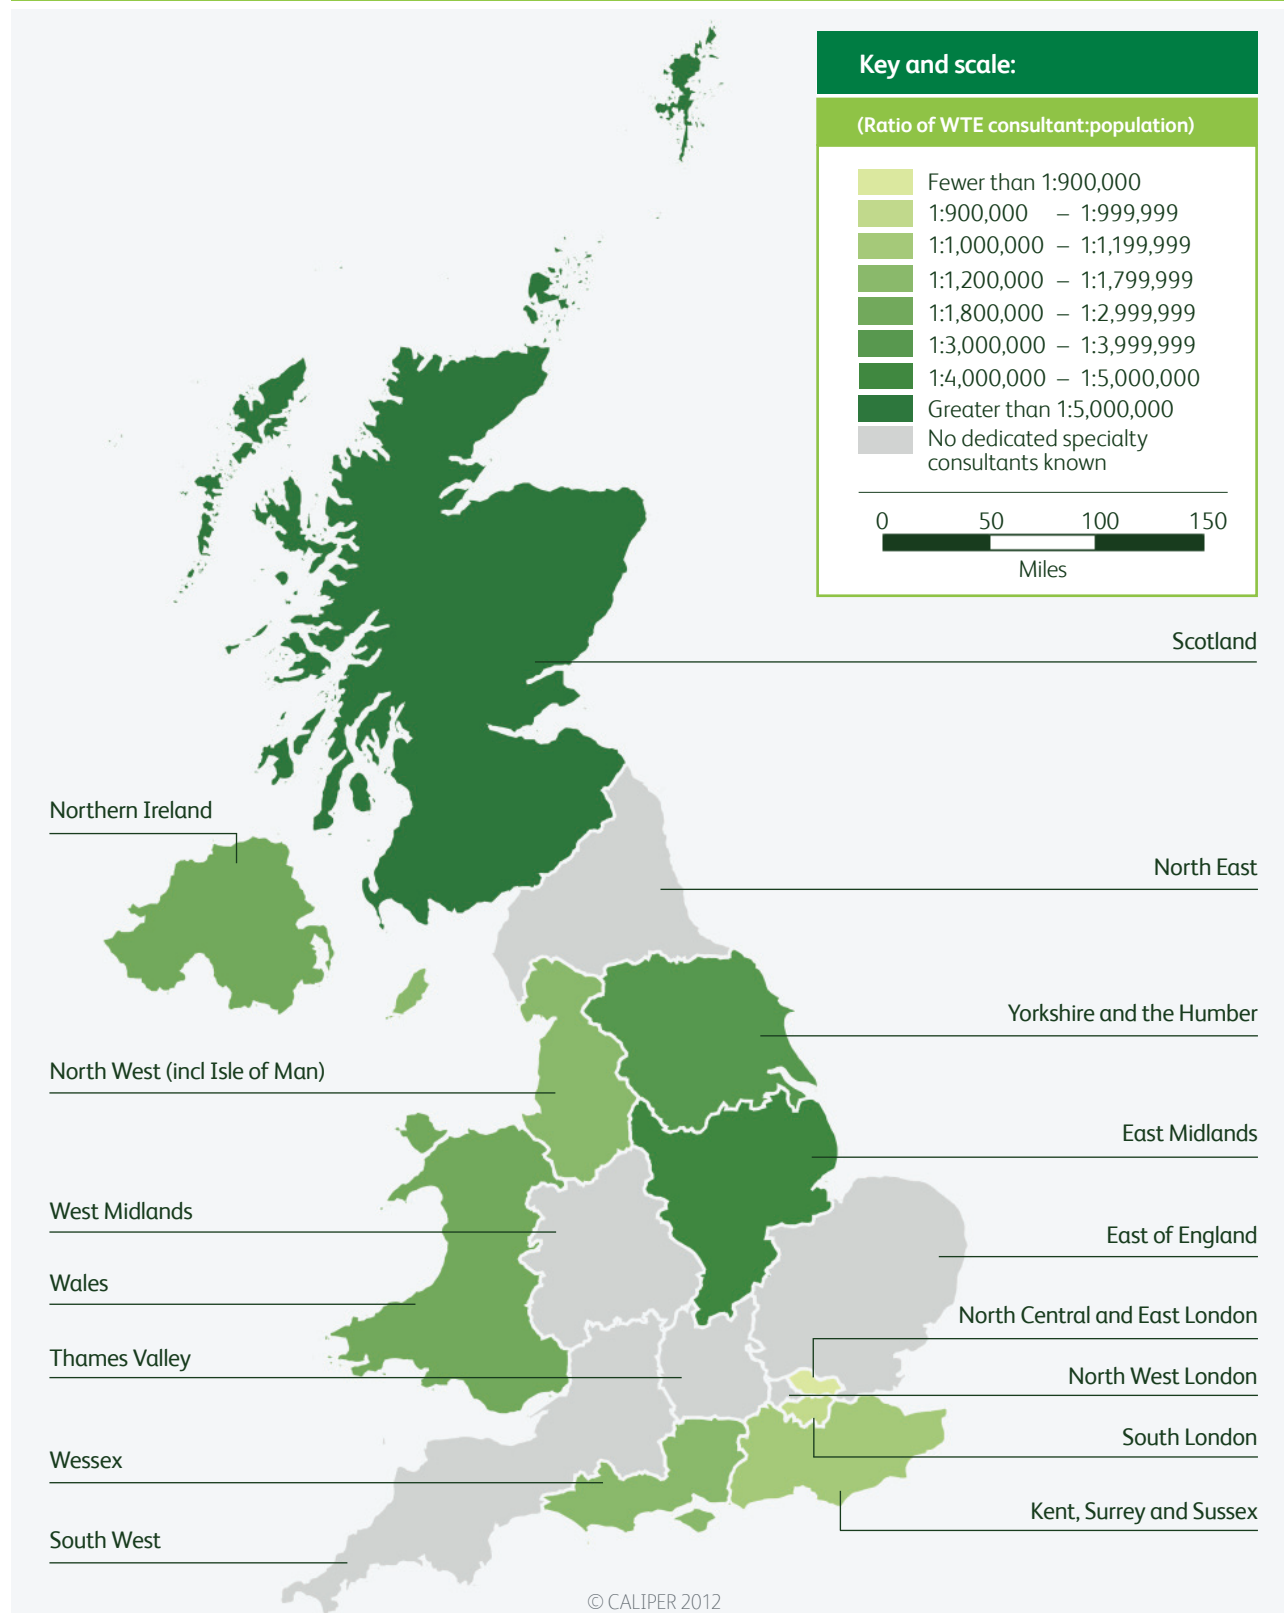 Key and scale:
(Ratio of WTE consultant:population)
Fewer than 1:900,000
1:900,000 – 1:999,999
1:1,000,000 – 1:1,199,999
1:1,200,000 – 1:1,799,999
1:1,800,000 – 1:2,999,999
1:3,000,000 – 1:3,999,999
1:4,000,000 – 1:5,000,000
Greater than 1:5,000,000
No dedicated specialty
consultants known
0 50 100 150
Miles
Scotland
Northern Ireland
North East
Yorkshire and the Humber
North West (incl Isle of Man)
East Midlands
West Midlands
East of England
Wales
North Central and East London
Thames Valley
North West London
South London
Wessex
Kent, Surrey and Sussex
South West
© CALIPER 2012